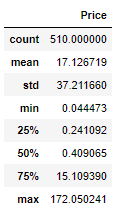 Price
count 510.000000
mean 17.126719
std 37.211660
min 0.044473
25% 0.241092
50% 0.409065
75% 15.109390
max 172.050241